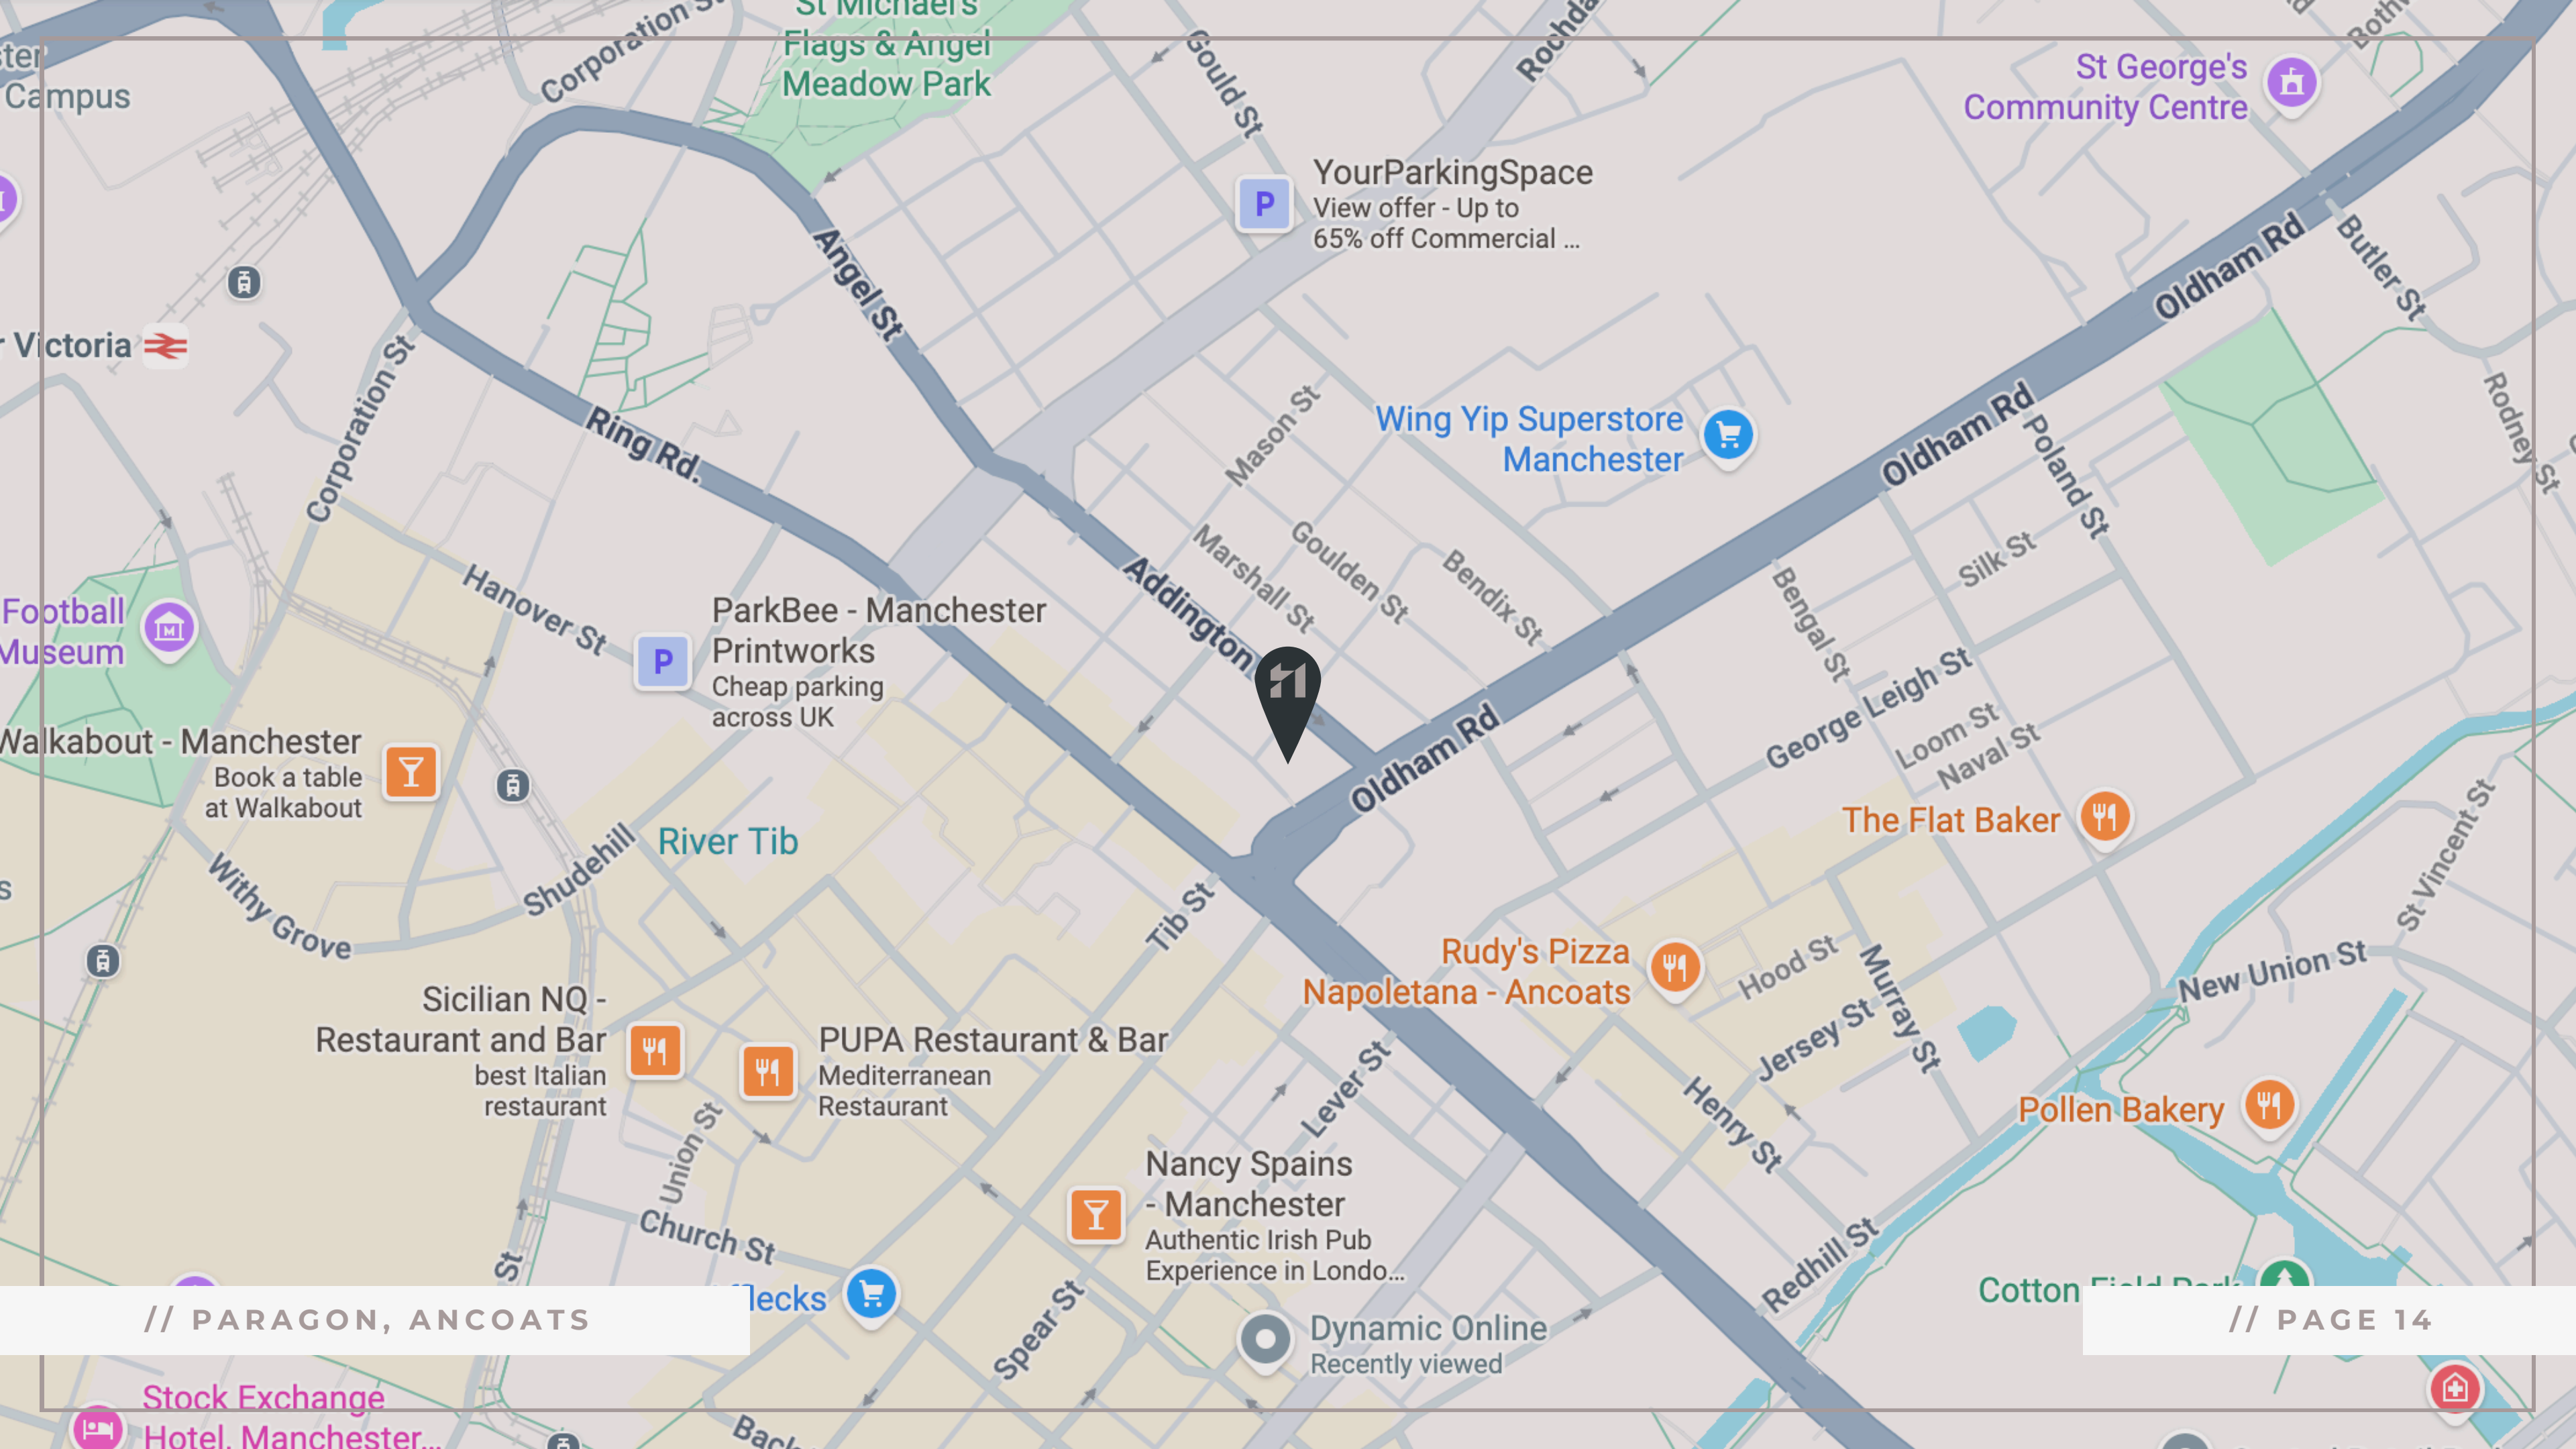 St Michael's
Flags & Angel
Meadow Park
Corporation St
Gould St
Campus
St George's
Community Centre
YourParkingSpace
View offer - Up to
65% off Commercial ...
P
Angel St
Oldham Rd
Butler St
Victoria
Corporation St
Ring Rd.
Mason St
Wing Yip Superstore
Manchester
Oldham Rd
Poland St
Rodney St
Marshall St
Goulden St
Bendix St
Silk St
Addington
Bengal St
Hanover St
Football
Museum
M
P
ParkBee - Manchester
Printworks
Cheap parking
across UK
George Leigh St
Loom St
Naval St
Walkabout - Manchester
Book a table
at Walkabout
Oldham Rd
River Tib
Shudehill
Withy Grove
The Flat Baker
St Vincent St
Tib St
Rudy's Pizza
Napoletana - Ancoats
Hood St
Murray St
New Union St
Jersey St
Sicilian NQ -
Restaurant and Bar
best Italian
restaurant
PUPA Restaurant & Bar
Mediterranean
Restaurant
Lever St
Henry St
Pollen Bakery
Union St
Nancy Spains
- Manchester
Authentic Irish Pub
Experience in Londo...
Church St
St
Redhill St
Spear St
Cotton Field Park
// PARAGON, ANCOATS
lecks
Dynamic Online
Recently viewed
// PAGE 14
Stock Exchange
Hotel, Manchester...